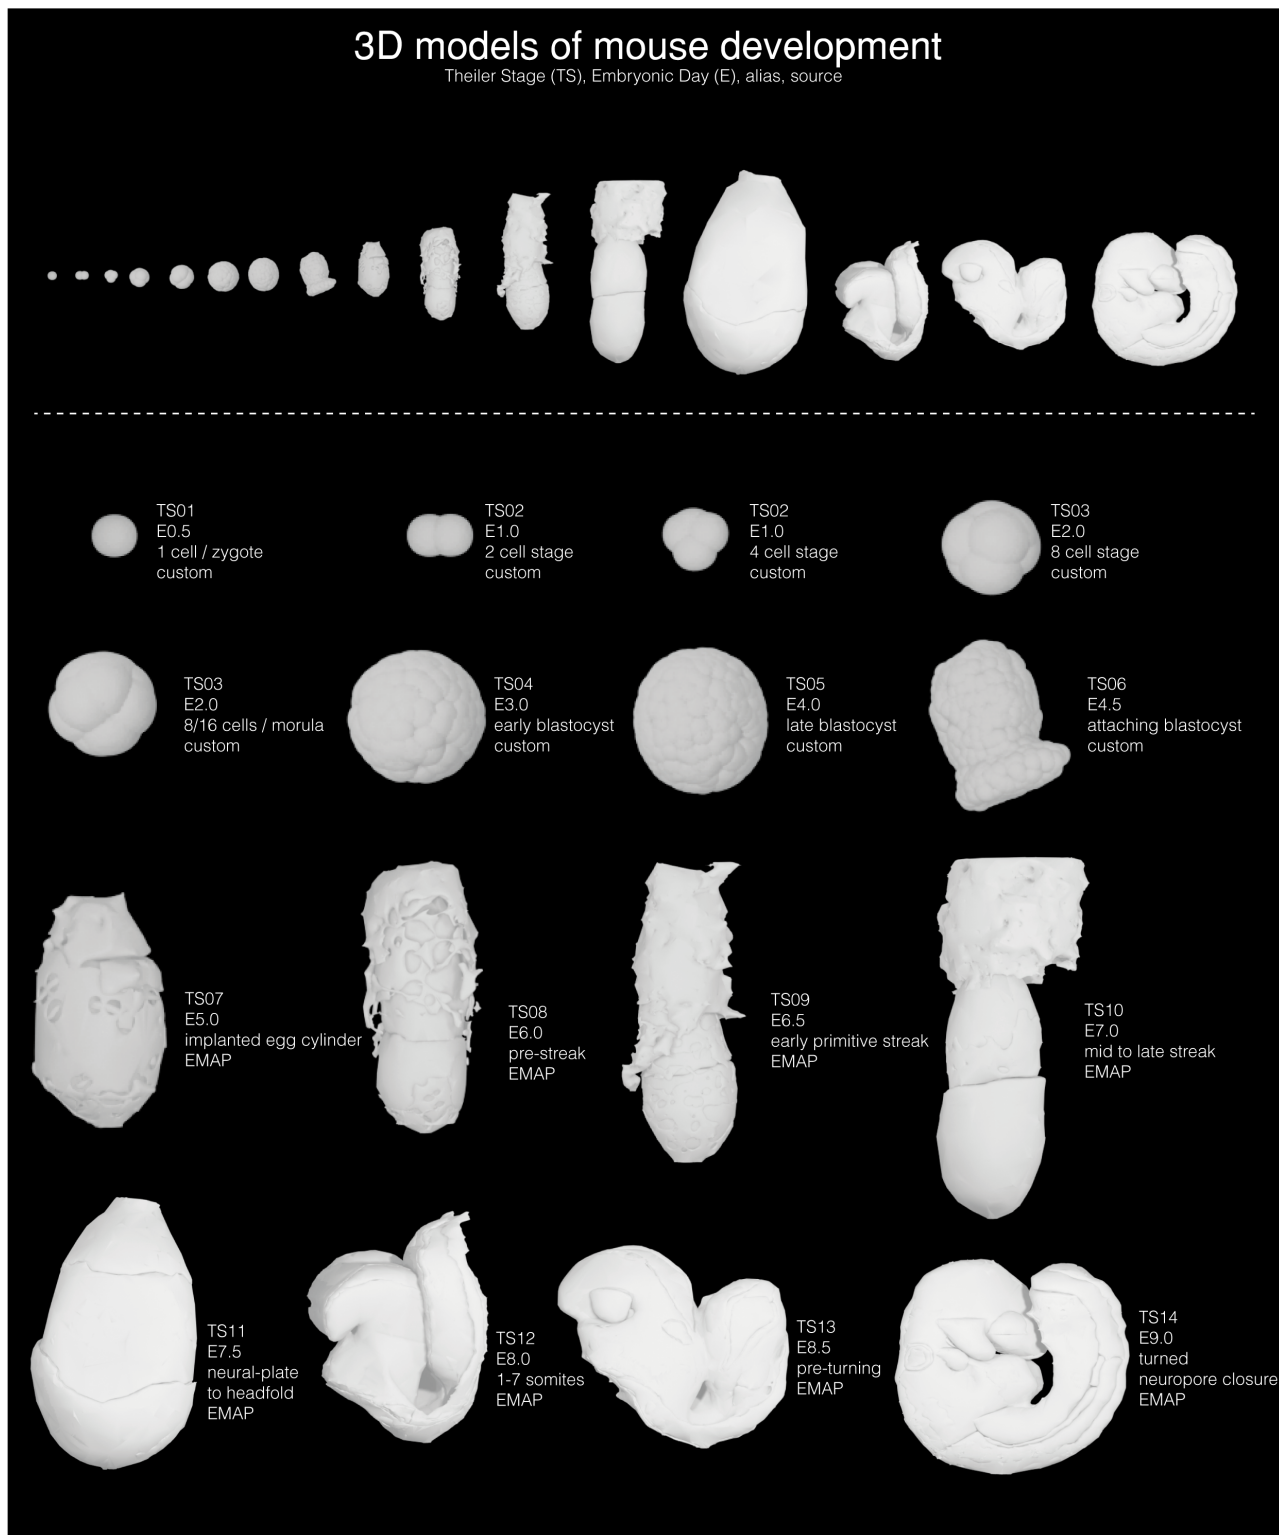 3D models of mouse development
Theiler Stage (TS), Embryonic Day (E), alias, source
TS01
E0.5
1 cell / zygote
custom
TS02
E1.0
2 cell stage
custom
TS02
E1.0
4 cell stage
custom
TS03
E2.0
8 cell stage
custom
TS03
E2.0
8/16 cells / morula
custom
TS04
E3.0
early blastocyst
custom
TS05
E4.0
late blastocyst
custom
TS06
E4.5
attaching blastocyst
custom
TS07
E5.0
implanted egg cylinder
EMAP
TS08
E6.0
pre-streak
EMAP
TS09
E6.5
early primitive streak
EMAP
TS10
E7.0
mid to late streak
EMAP
TS11
E7.5
neural-plate
to headfold
EMAP
TS12
E8.0
1-7 somites
EMAP
TS13
E8.5
pre-turning
EMAP
TS14
E9.0
turned
neuropore closure
EMAP